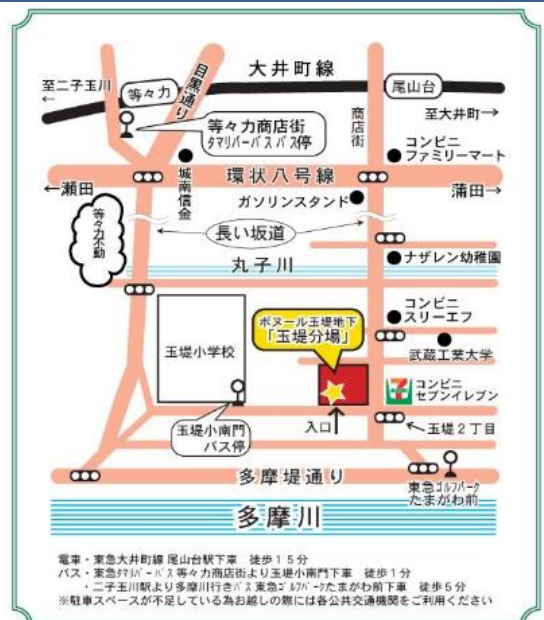 大井町線
目黒通り
至二子玉川
←
等々力
尾山台
至大井町→
等々力商店街
タマリバーバス バス停
商店街
コンビニ
ファミリーマート
城南信金
←瀬田
環状八号線
蒲田→
ガソリンスタンド
等々力不動
長い坂道
丸子川
ナザレン幼稚園
コンビニ
スリーエフ
ボヌール玉堤地下
「玉堤分場」
玉堤小学校
武蔵工業大学
7
コンビニ
セブンイレブン
玉堤小南門
バス停
入口
玉堤2丁目
多摩堤通り
東急ゴルフパーク
たまがわ前
多摩川
電車・東急大井町線 尾山台駅下車 徒歩15分
バス・東急タマリバーバス 等々力商店街より玉堤小南門下車 徒歩1分
・二子玉川駅より多摩川行きバス 東急ゴルフパークたまがわ前下車 徒歩5分
※駐車スペースが不足している為お越しの際には各公共交通機関をご利用ください